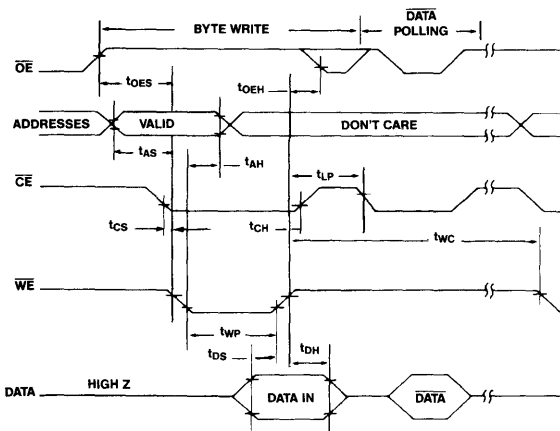 BYTE WRITE
DATA
POLLING
OE
tOES
tOEH
ADDRESSES
VALID
DON'T CARE
tAS
tAH
CE
tLP
tCS
tCH
tWC
WE
tWP
tDS
tDH
HIGH Z
DATA
DATA IN
DATA